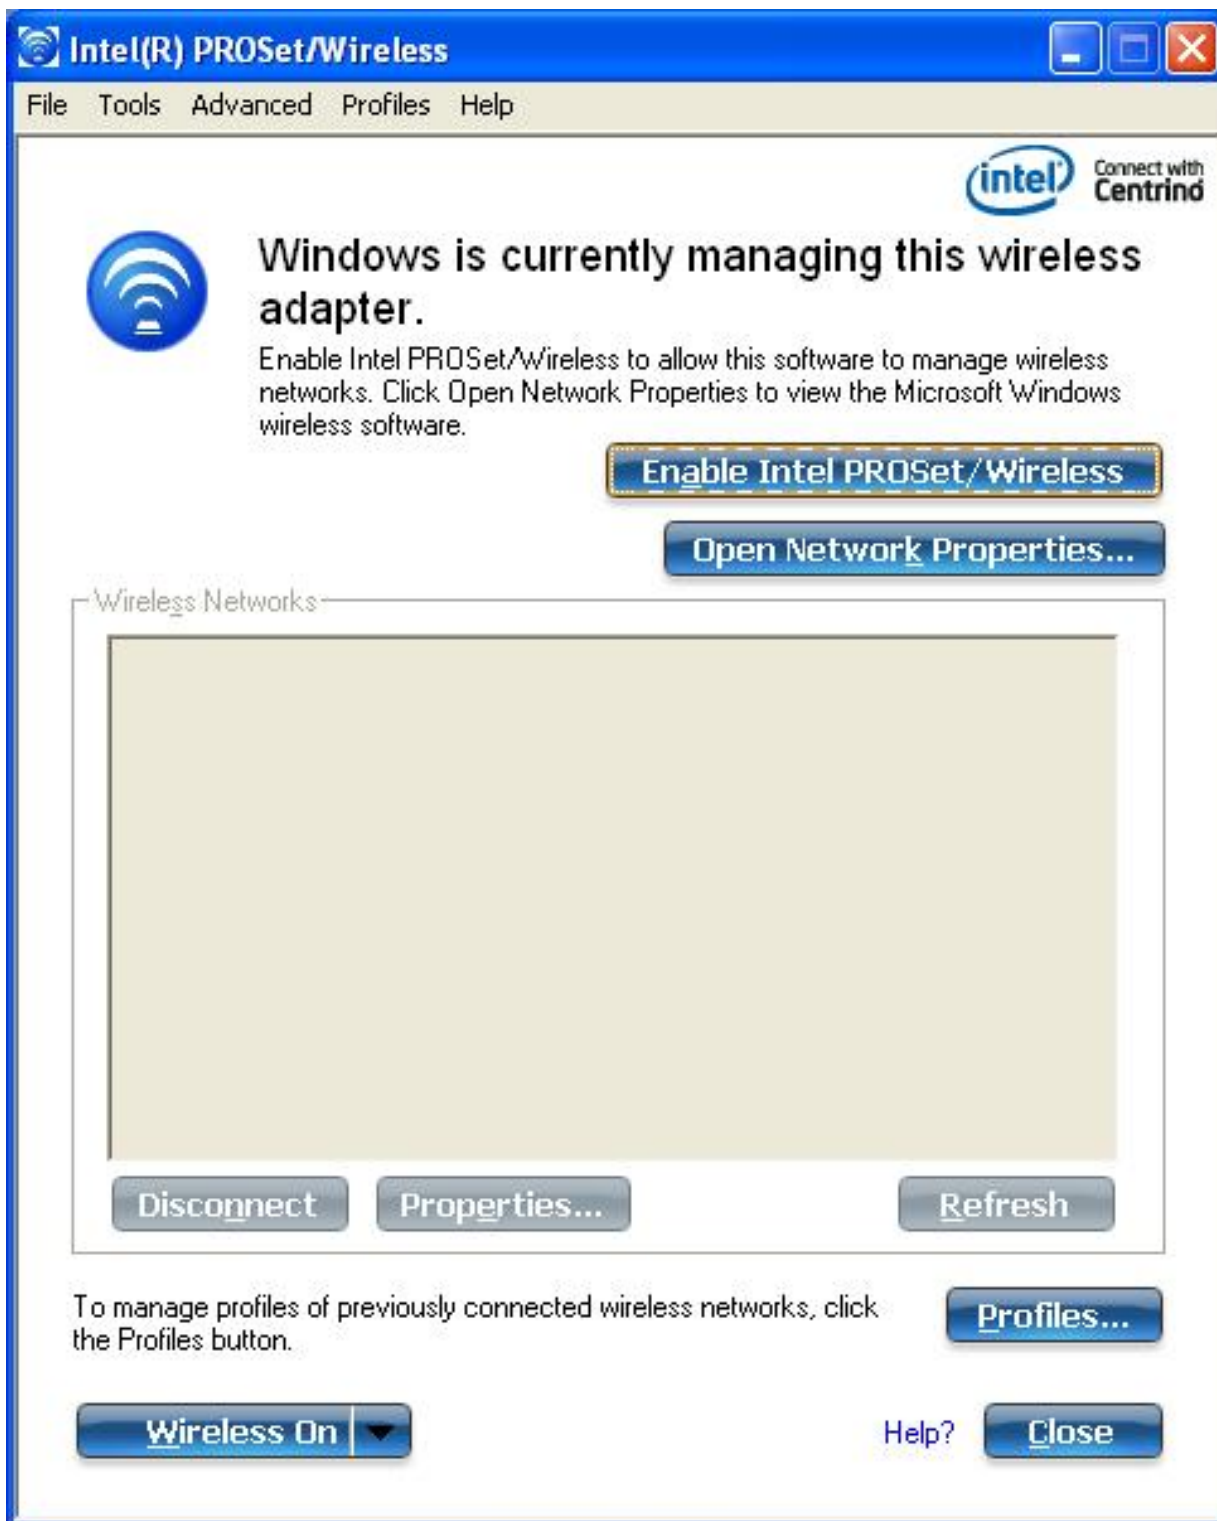 Intel(R) PROSet/Wireless
File Tools Advanced Profiles Help
intel Connect with
Centrino
Windows is currently managing this wireless
adapter.
Enable Intel PROSet/Wireless to allow this software to manage wireless
networks. Click Open Network Properties to view the Microsoft Windows
wireless software.
Enable Intel PROSet/Wireless
Open Network Properties...
Wireless Networks
Disconnect Properties... Refresh
To manage profiles of previously connected wireless networks, click
the Profiles button.
Profiles...
Wireless On Help? Close